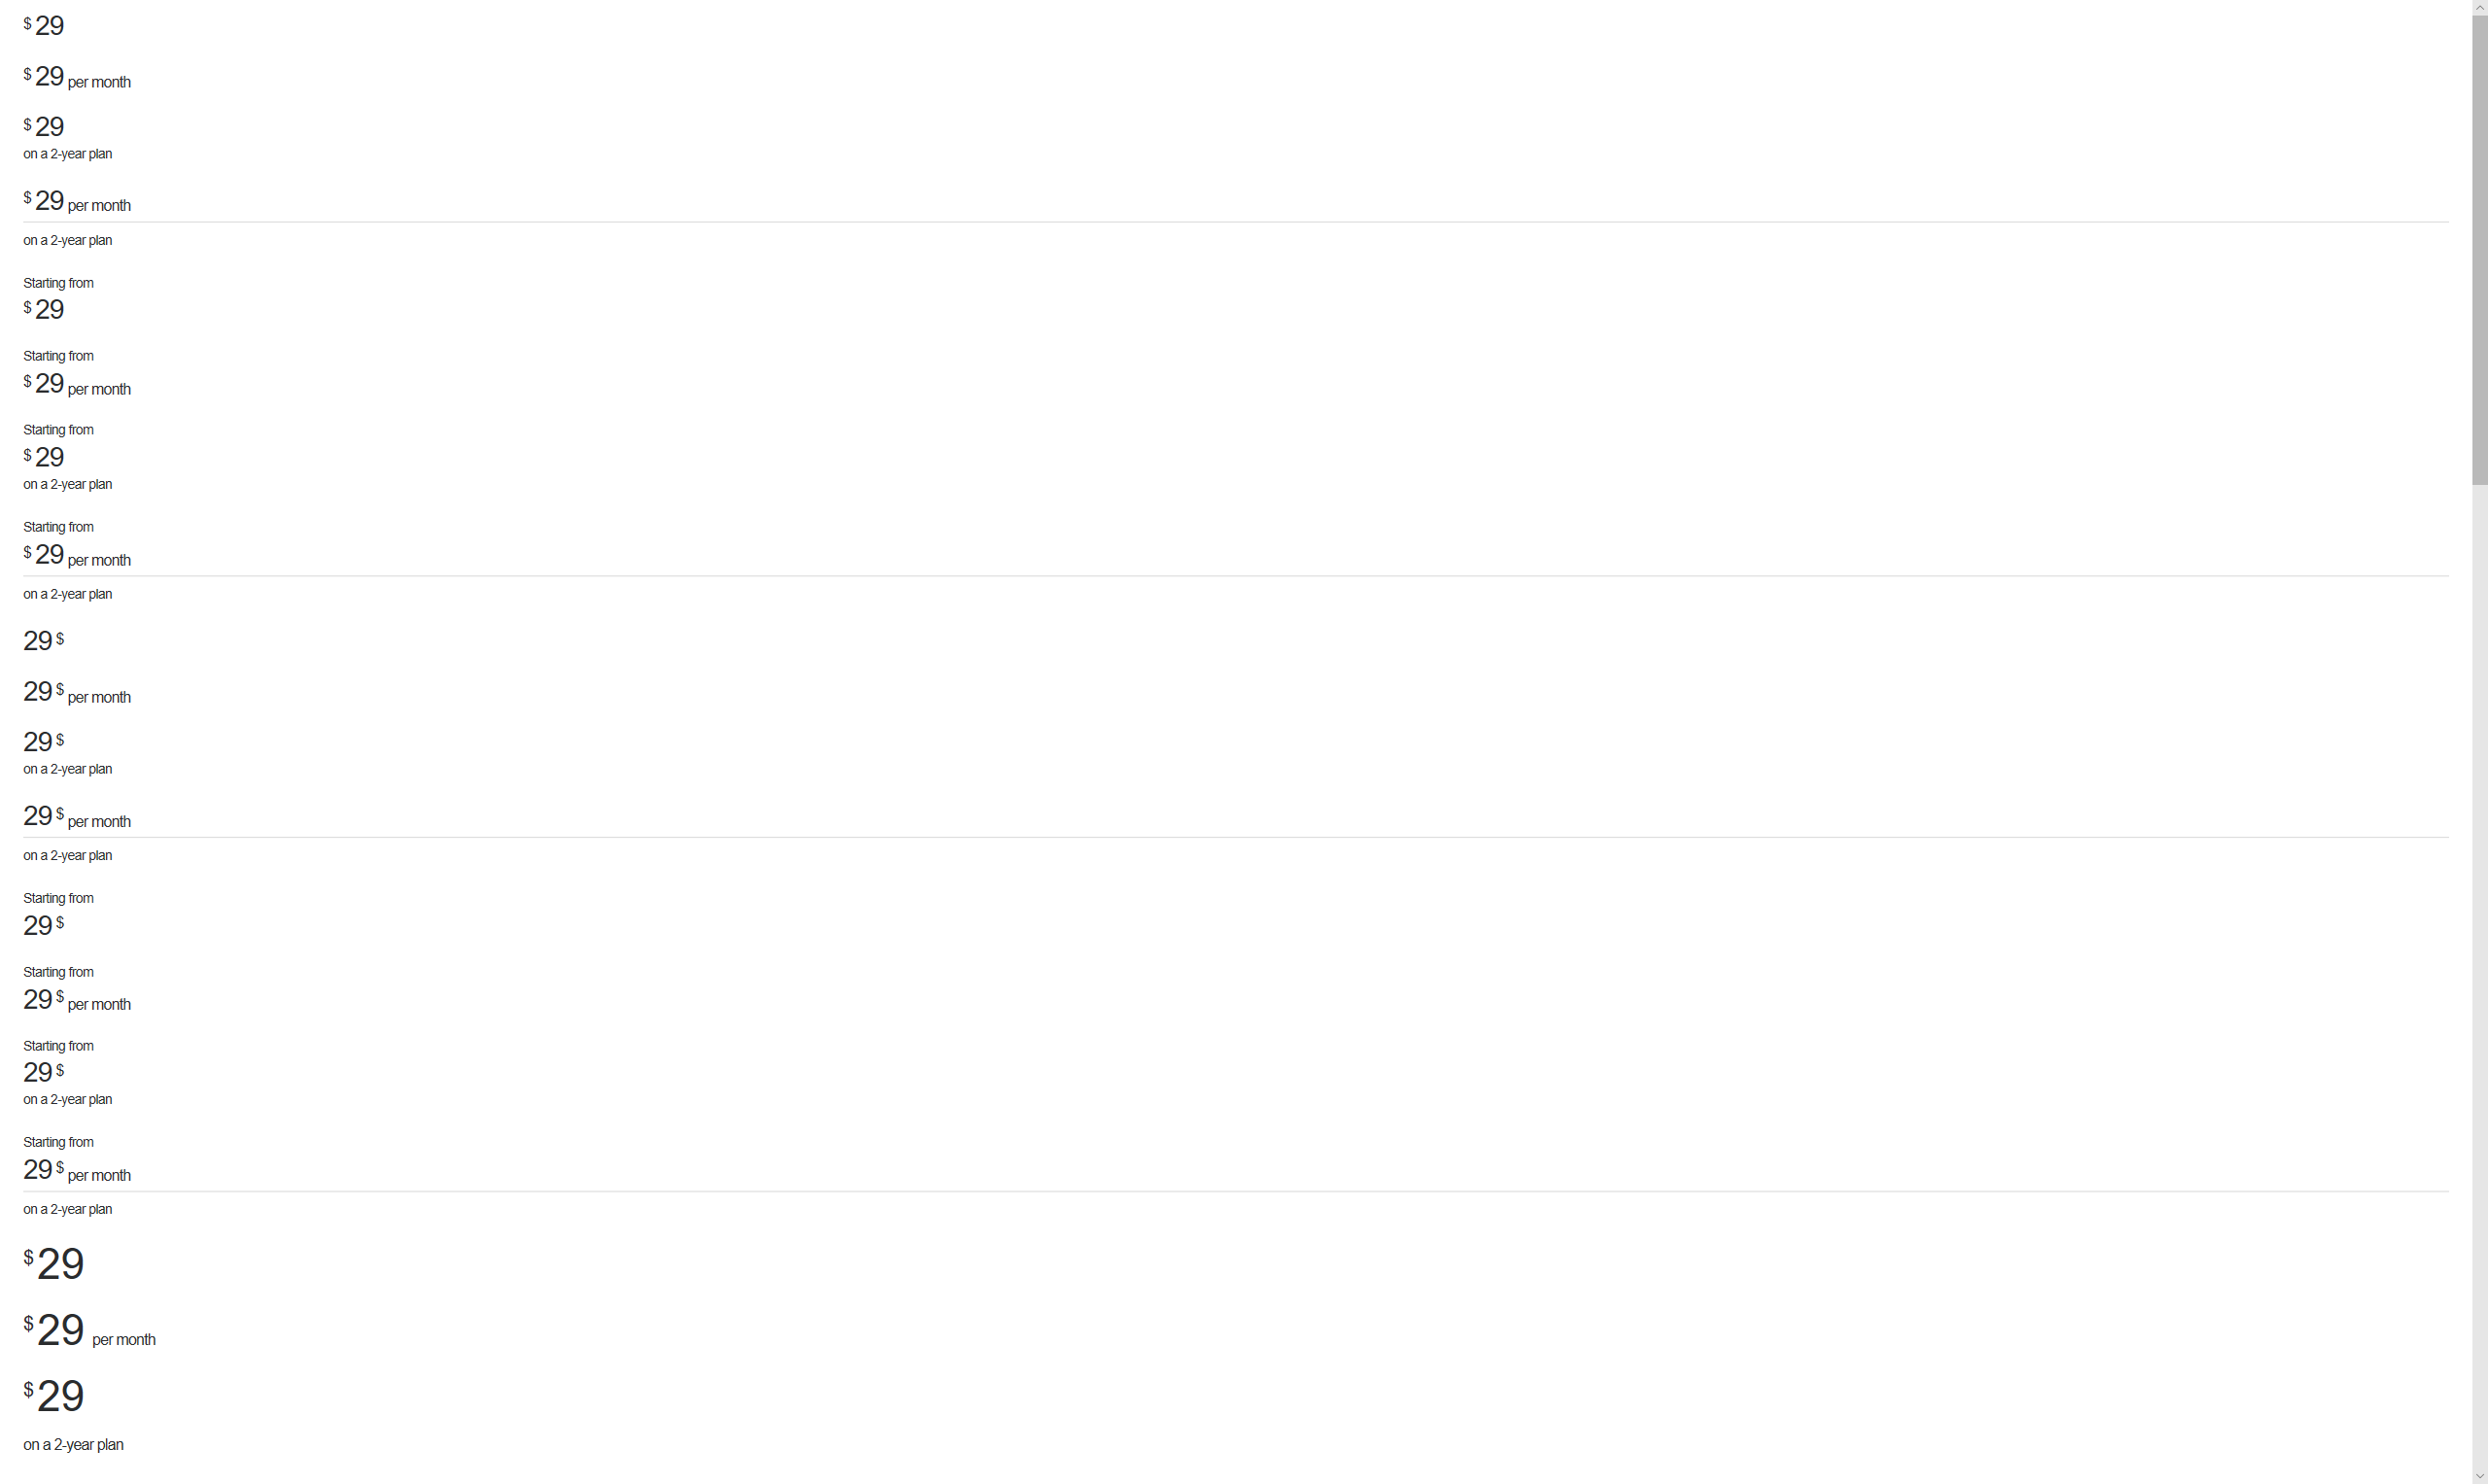 $ 29
$ 29 per month
$ 29
on a 2-year plan
$ 29 per month
on a 2-year plan
Starting from
$ 29
Starting from
$ 29 per month
Starting from
$ 29
on a 2-year plan
Starting from
$ 29 per month
on a 2-year plan
29 $
29 $ per month
29 $
on a 2-year plan
29 $ per month
on a 2-year plan
Starting from
29 $
Starting from
29 $ per month
Starting from
29 $
on a 2-year plan
Starting from
29 $ per month
on a 2-year plan
$ 29
$ 29 per month
$ 29
on a 2-year plan